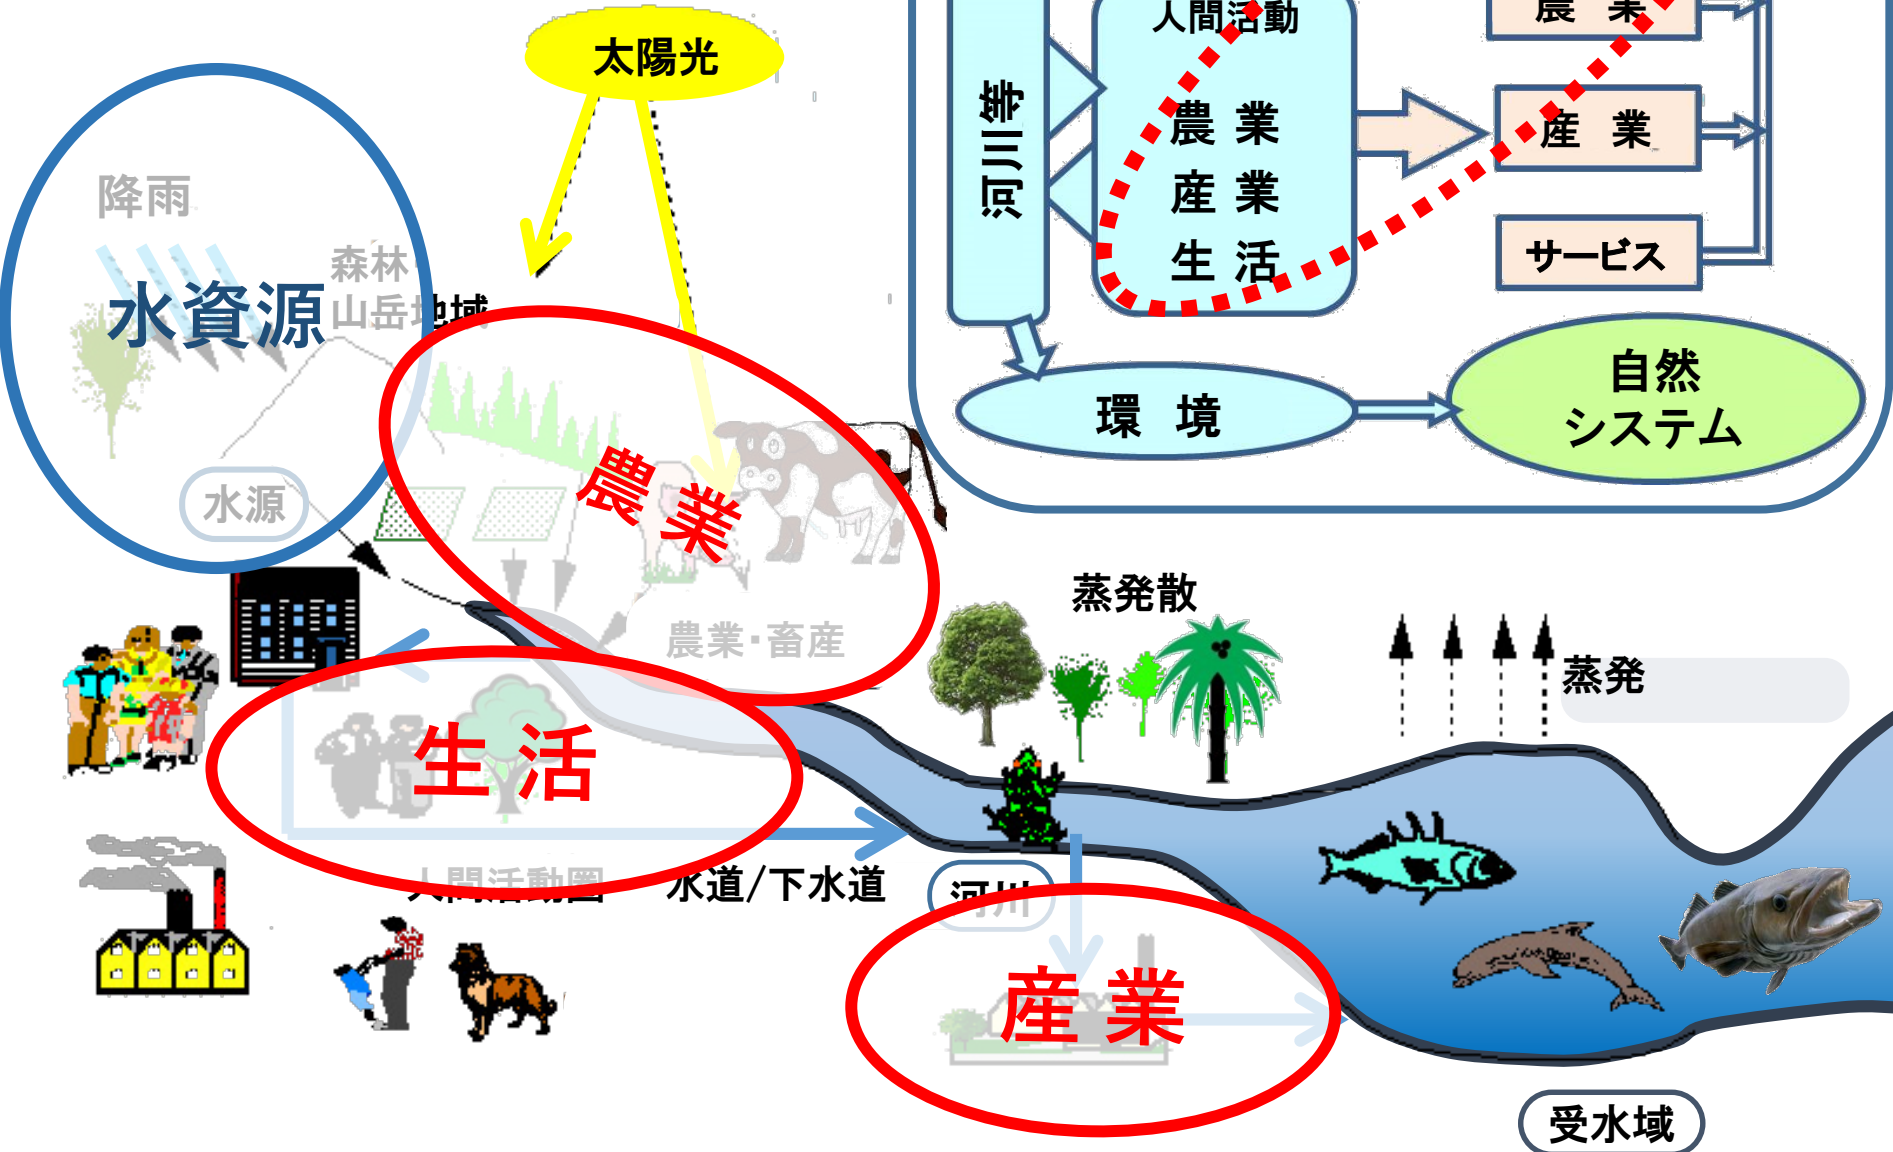 人間活動
農 業
太陽光
河川等
農 業
産 業
産 業
生 活
サービス
降雨
森林
山岳地域
水資源
自然
システム
環 境
水源
農 業
農業・畜産
蒸発散
蒸発
生 活
人間活動圏
水道/下水道
河川
産 業
受水域